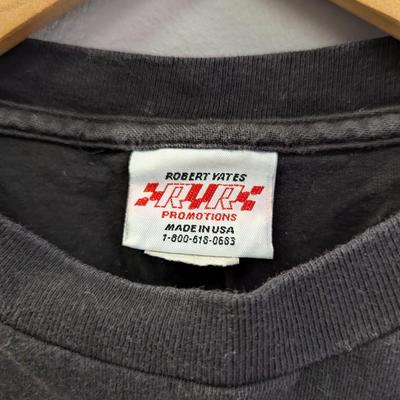 ROBERT YATES
RYR
PROMOTIONS
MADE IN USA
1-800-618-0683